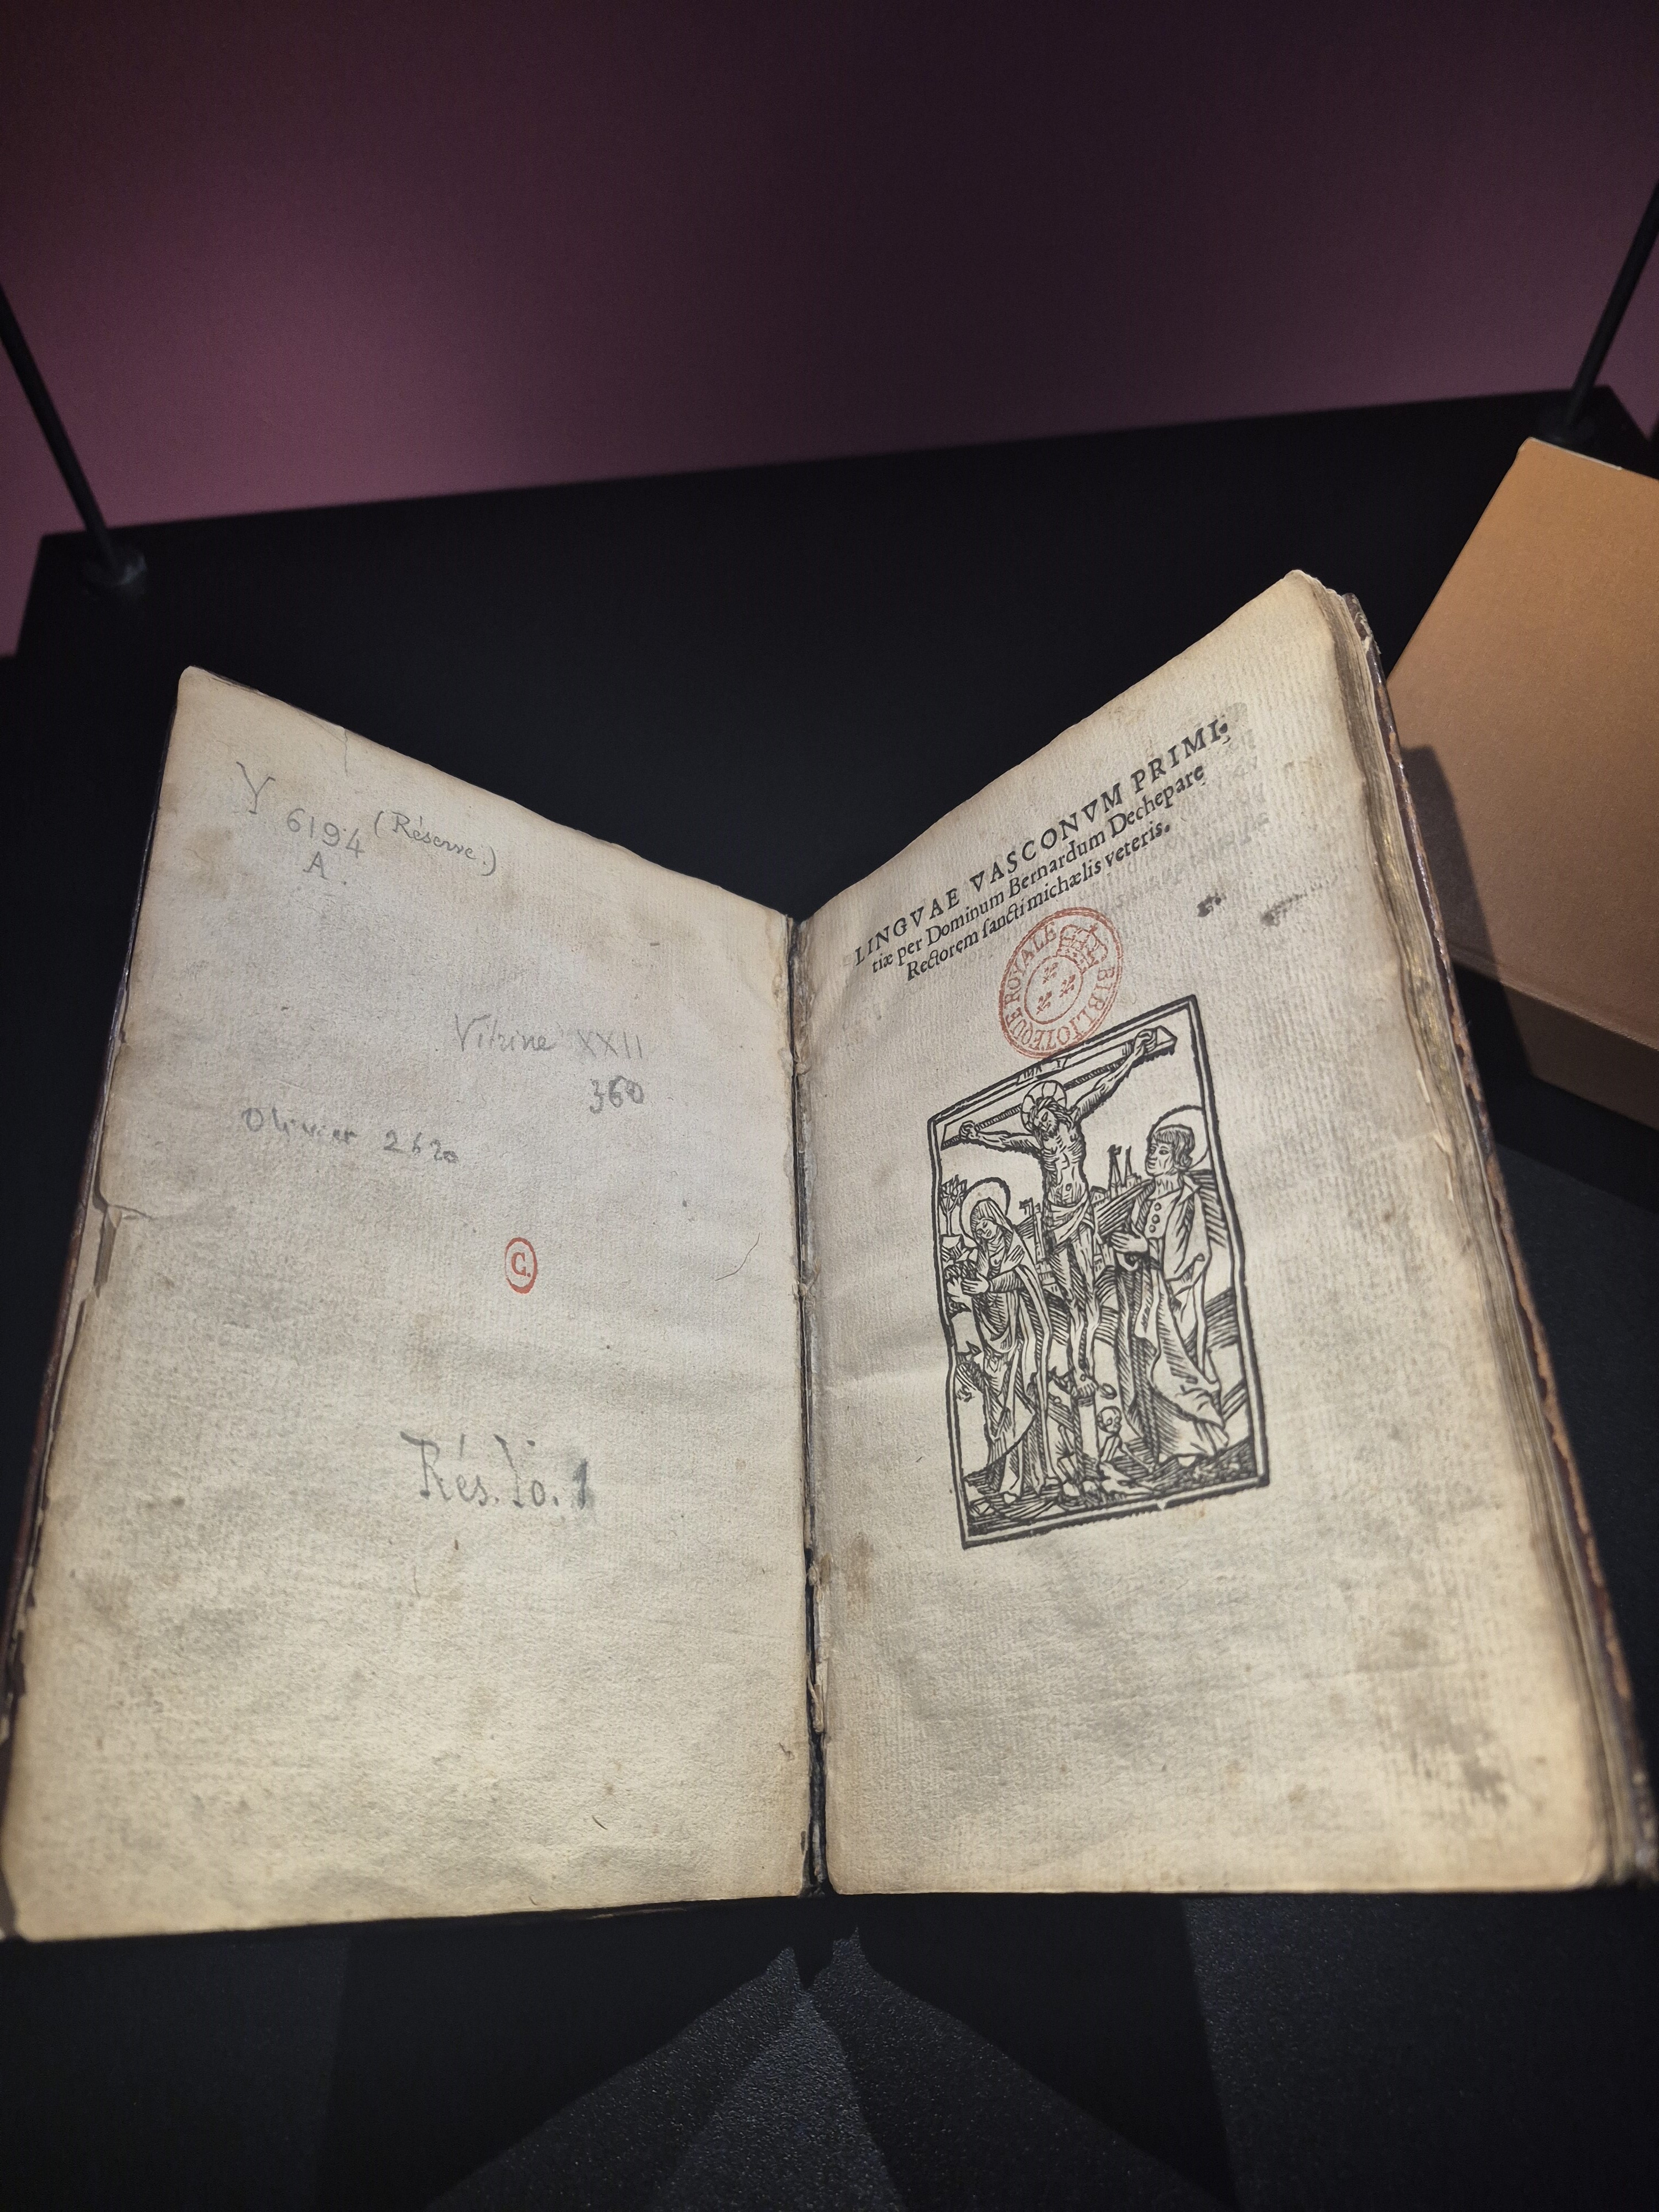 Y 6194 (Réserve.)
A.
Vitrine XXII
360
Olivier 2620
G.
Rés. Yo. 1
LINGVAE VASCONVM PRIMI,
tiæ per Dominum Bernardum Dechepare
Rectorem ſancti michælis veteris.
BIBLIOTEQUE ROYALE